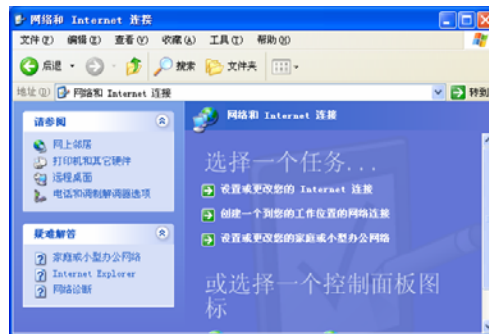 网络和 Internet 连接
文件(F) 编辑(E) 查看(V) 收藏(A) 工具(T) 帮助(H)
后退 搜索 文件夹
地址(D) 网络和 Internet 连接 转到
请参阅
网上邻居
打印机和其它硬件
远程桌面
电话和调制解调器选项
疑难解答
家庭或小型办公网络
Internet Explorer
网络诊断
网络和 Internet 连接
选择一个任务...
设置或更改您的 Internet 连接
创建一个到您的工作位置的网络连接
设置或更改您的家庭或小型办公网络
或选择一个控制面板图
标